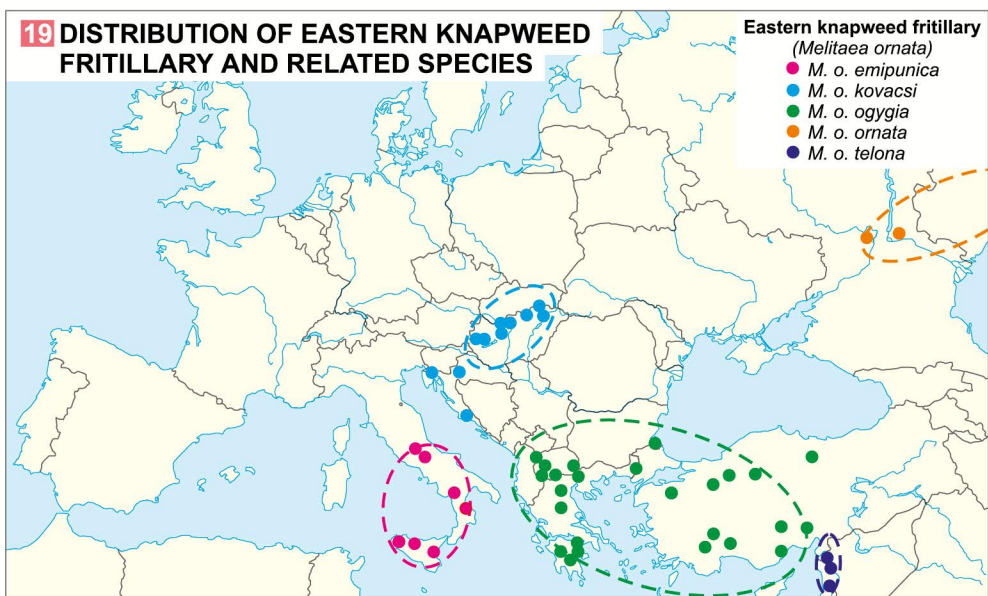 19 DISTRIBUTION OF EASTERN KNAPWEED
FRITILLARY AND RELATED SPECIES
Eastern knapweed fritillary
(Melitaea ornata)
M. o. emipunica
M. o. kovacsi
M. o. ogygia
M. o. ornata
M. o. telona